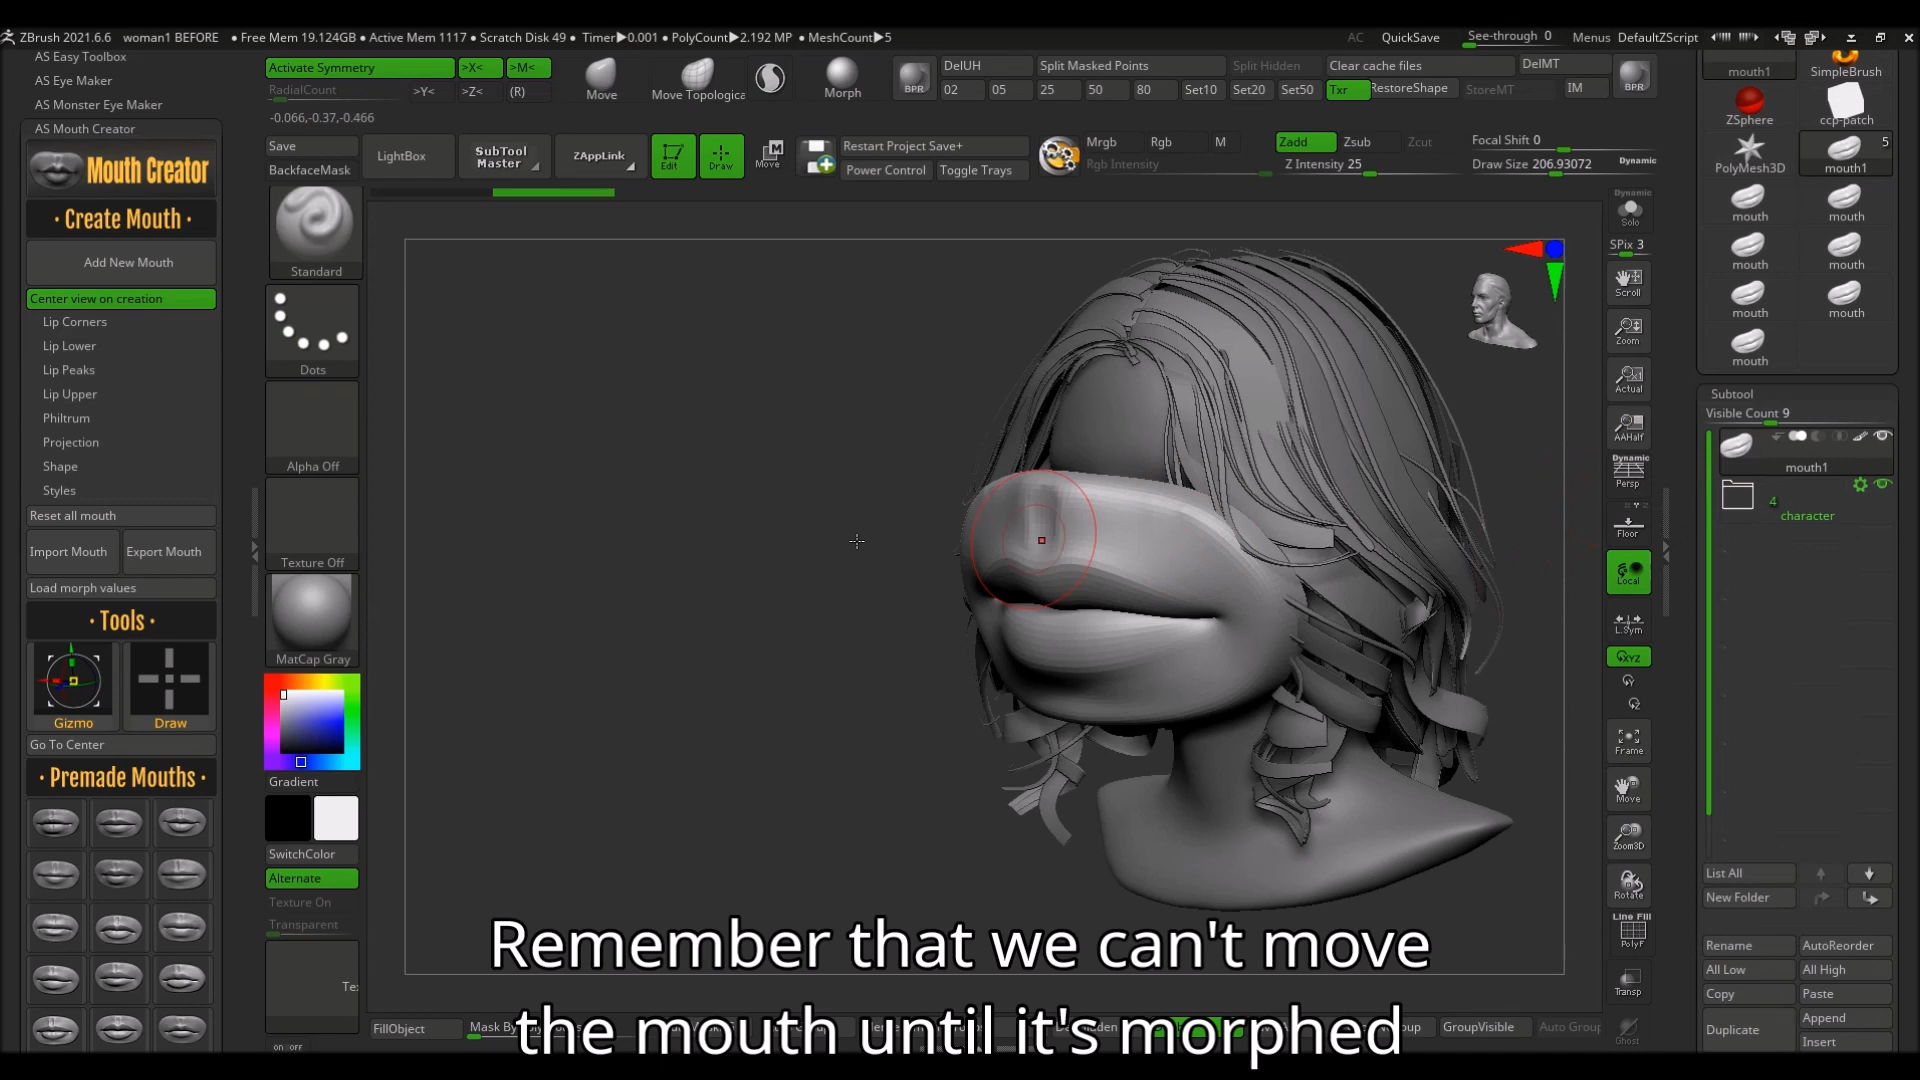 ZBrush 2021.6.6 woman1 BEFORE ● Free Mem 19.124GB ● Active Mem 1117 ● Scratch Disk 49 ● Timer▶0.001 ● PolyCount▶2.192 MP ● MeshCount▶5
AC QuickSave See-through 0 Menus DefaultZScript
AS Easy Toolbox
AS Eye Maker
AS Monster Eye Maker
AS Mouth Creator
Mouth Creator
· Create Mouth ·
Add New Mouth
Center view on creation
Lip Corners
Lip Lower
Lip Peaks
Lip Upper
Philtrum
Projection
Shape
Styles
Reset all mouth
Import Mouth Export Mouth
Load morph values
· Tools ·
Gizmo Draw
Go To Center
· Premade Mouths ·
Activate Symmetry >X< >M<
RadialCount >Y< >Z< (R)
-0.066,-0.37,-0.466
Move Move Topologica Morph BPR
DelUH Split Masked Points Split Hidden Clear cache files DelMT
02 05 25 50 80 Set10 Set20 Set50 Txr RestoreShape StoreMT IM BPR
Save
BackfaceMask
LightBox
SubTool
Master
ZAppLink
Edit Draw Move
Restart Project Save+
Power Control Toggle Trays
Mrgb Rgb M
Rgb Intensity
Zadd Zsub Zcut
Z Intensity 25
Focal Shift 0
Draw Size 206.93072 Dynamic
Standard
Dots
Alpha Off
Texture Off
MatCap Gray
Gradient
SwitchColor
Alternate
Texture On
Transparent
on off
Dynamic
Solo
SPix 3
Scroll
Zoom
Actual
AAHalf
Dynamic
Persp
Floor
Local
L.Sym
XYZ
Y
Z
Frame
Move
Zoom3D
Rotate
Line Fill
PolyF
Transp
Ghost
mouth1 SimpleBrush
ZSphere ccp-patch
5
PolyMesh3D mouth1
mouth mouth
mouth mouth
mouth mouth
mouth
Subtool
Visible Count 9
mouth1
4
character
List All
New Folder
Rename AutoReorder
All Low All High
Copy Paste
Duplicate Append
Insert
FillObject GroupVisible
Remember that we can't move
the mouth until it's morphed